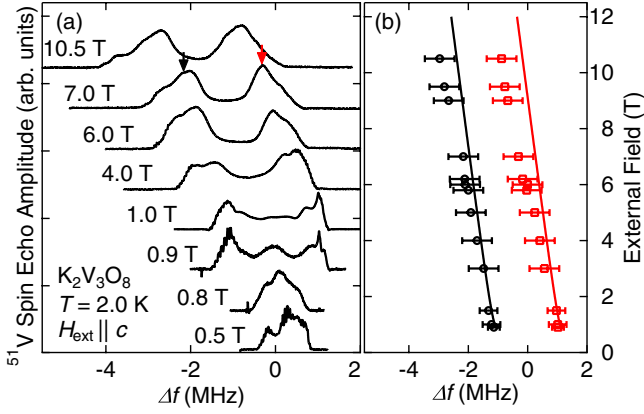 (a)
(b)
10.5 T
7.0 T
6.0 T
4.0 T
1.0 T
0.9 T
0.8 T
0.5 T
K₂V₃O₈
T = 2.0 K
H_ext || c
⁵¹V Spin Echo Amplitude (arb. units)
-4 -2 0 2
Δf (MHz)
-4 -2 0 2
Δf (MHz)
12
10
8
6
4
2
0
External Field (T)